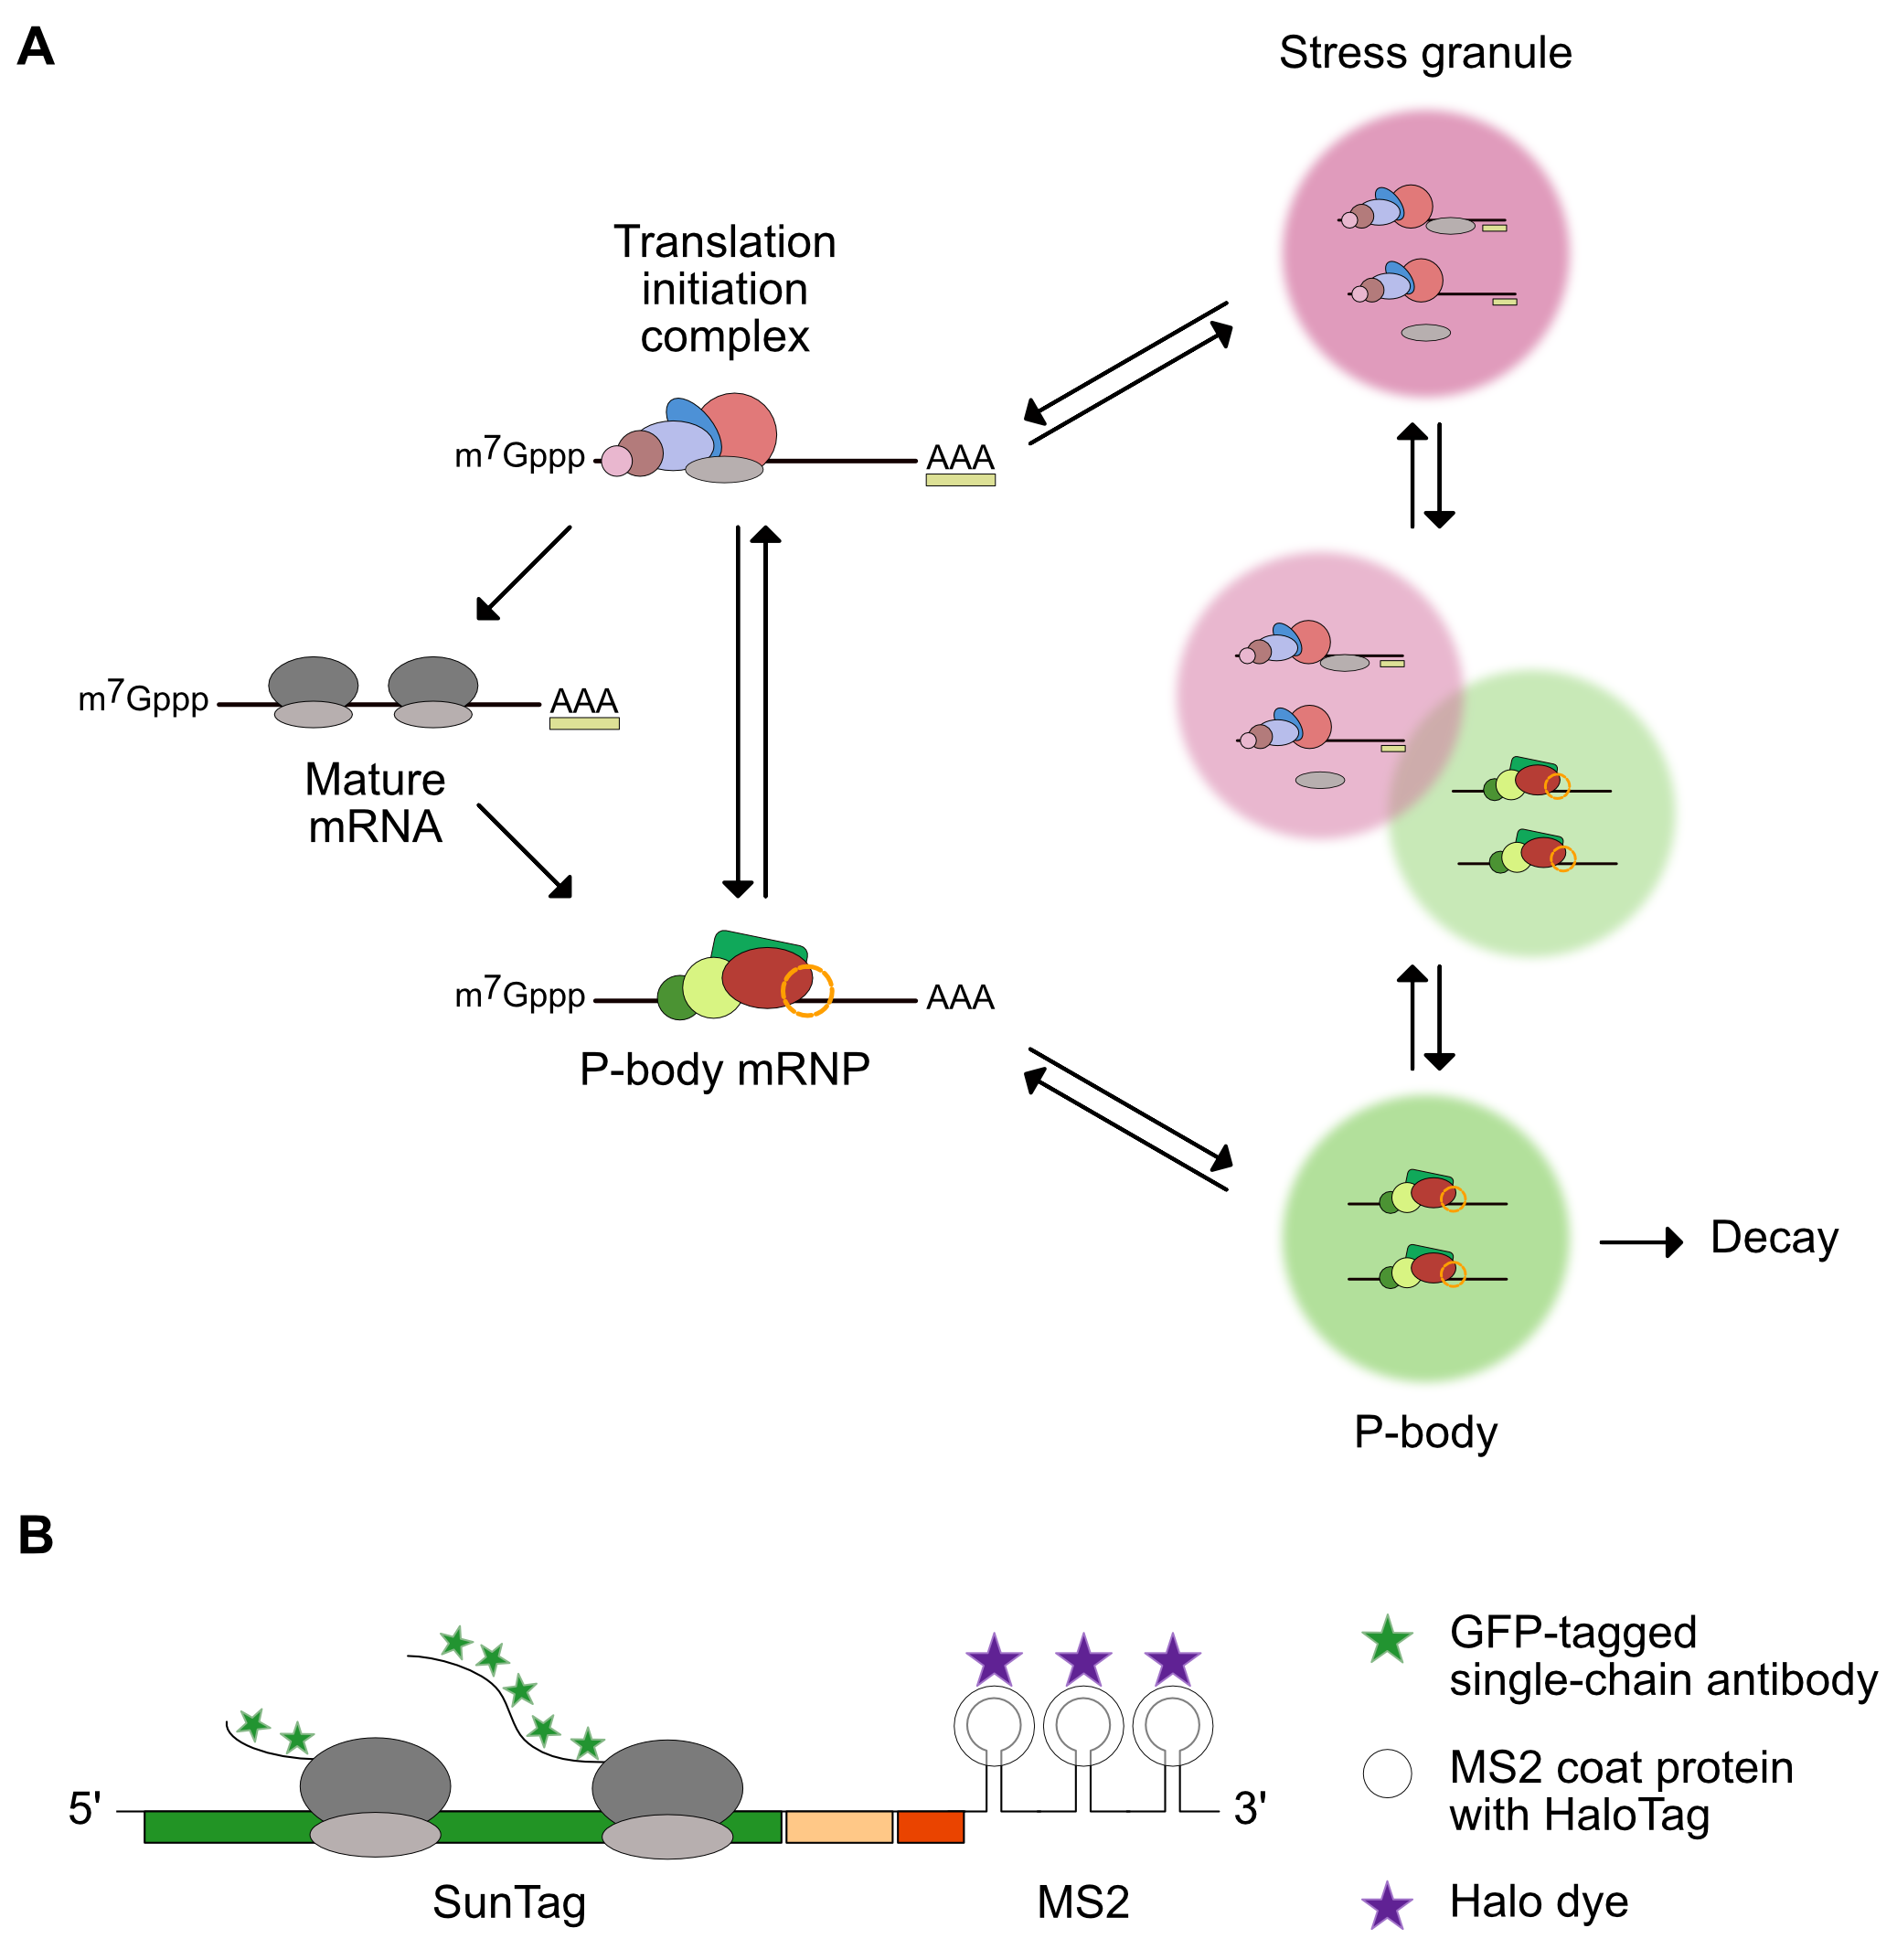 A
Stress granule
Translation
initiation
complex
m⁷Gppp
AAA
m⁷Gppp
AAA
Mature
mRNA
m⁷Gppp
AAA
P-body mRNP
Decay
P-body
B
GFP-tagged
single-chain antibody
MS2 coat protein
with HaloTag
5'
3'
SunTag
MS2
Halo dye